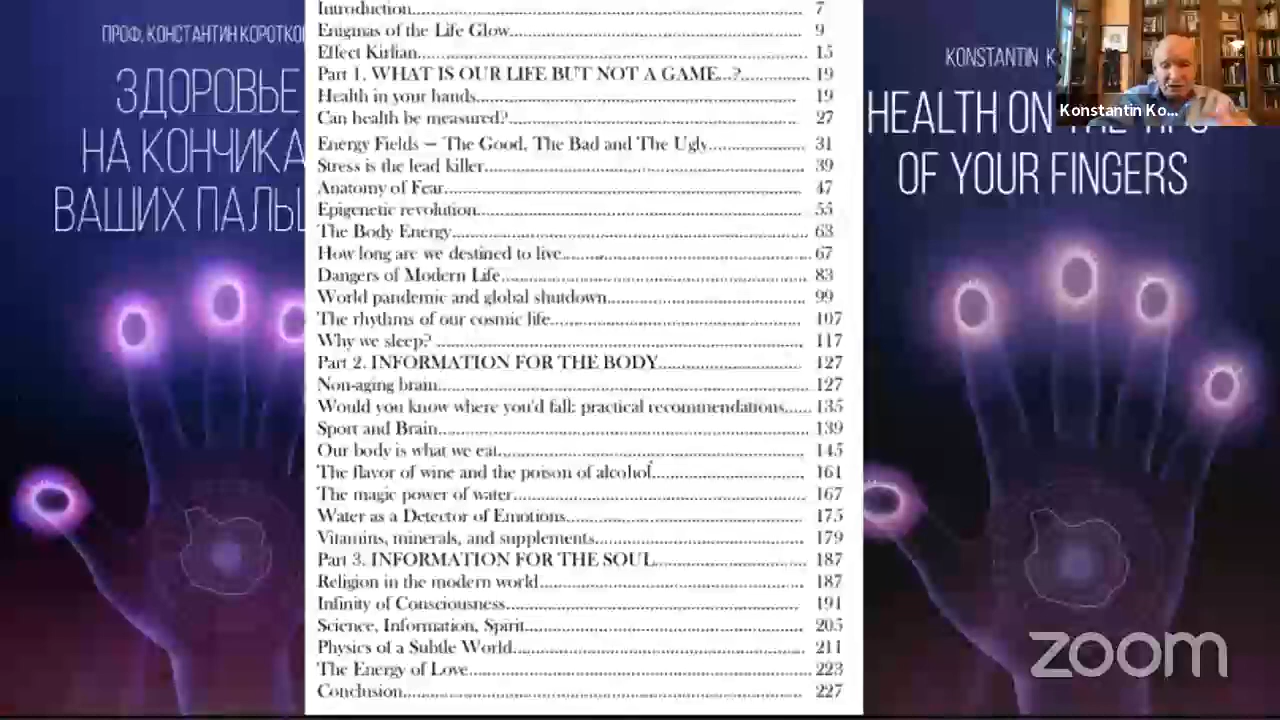 ПРОФ. КОНСТАНТИН КОРОТКО
ЗДОРОВЬЕ
НА КОНЧИКА
ВАШИХ ПАЛЬЦ
Introduction 7
Enigmas of the Life Glow 9
Effect Kirlian 15
Part 1. WHAT IS OUR LIFE BUT NOT A GAME...? 19
Health in your hands 19
Can health be measured? 27
Energy Fields – The Good, The Bad and The Ugly 31
Stress is the lead killer 39
Anatomy of Fear 47
Epigenetic revolution 55
The Body Energy 63
How long are we destined to live 67
Dangers of Modern Life 83
World pandemic and global shutdown 99
The rhythms of our cosmic life 107
Why we sleep? 117
Part 2. INFORMATION FOR THE BODY 127
Non-aging brain 127
Would you know where you'd fall: practical recommendations 135
Sport and Brain 139
Our body is what we eat 145
The flavor of wine and the poison of alcohol 161
The magic power of water 167
Water as a Detector of Emotions 175
Vitamins, minerals, and supplements 179
Part 3. INFORMATION FOR THE SOUL 187
Religion in the modern world 187
Infinity of Consciousness 191
Science, Information, Spirit 205
Physics of a Subtle World 211
The Energy of Love 223
Conclusion 227
KONSTANTIN K
HEALTH ON THE TIPS
OF YOUR FINGERS
Konstantin Ko...
zoom